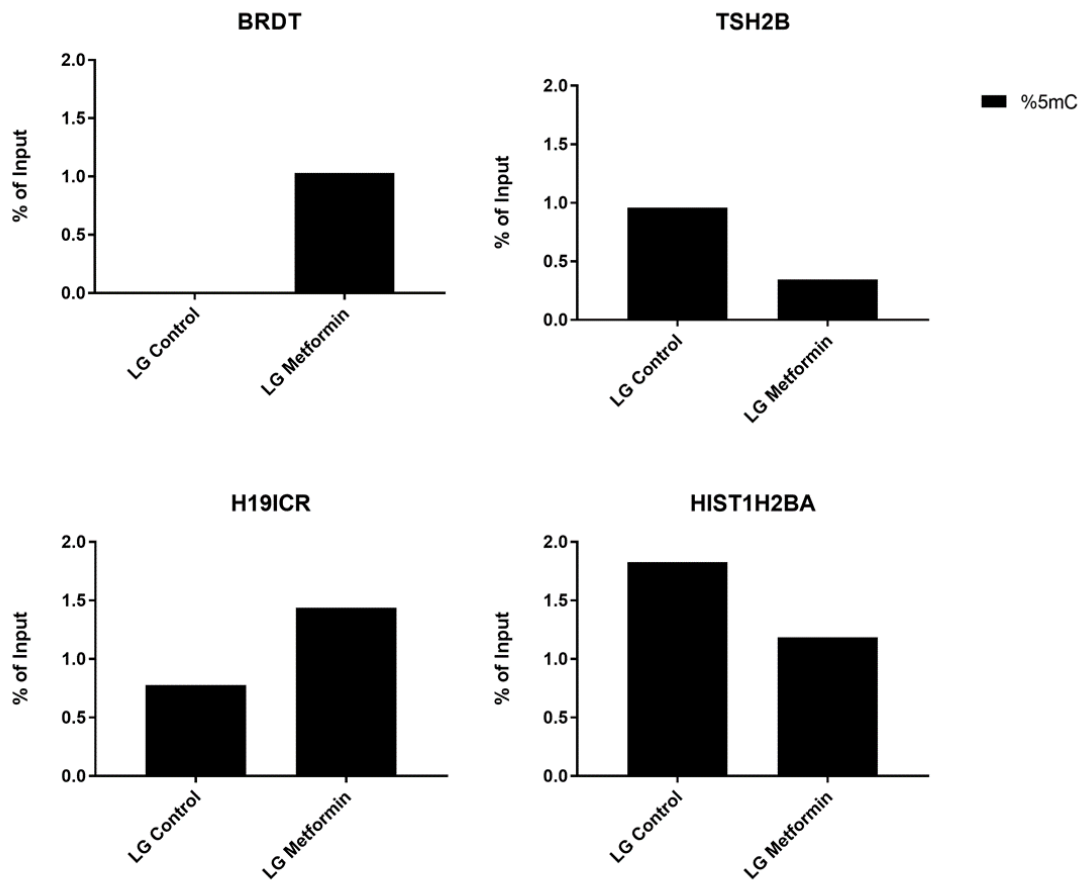 BRDT
% of Input
2.0
1.5
1.0
0.5
0.0
LG Control
LG Metformin
TSH2B
% of Input
2.0
1.5
1.0
0.5
0.0
LG Control
LG Metformin
%5mC
H19ICR
% of Input
2.0
1.5
1.0
0.5
0.0
LG Control
LG Metformin
HIST1H2BA
% of Input
2.0
1.5
1.0
0.5
0.0
LG Control
LG Metformin